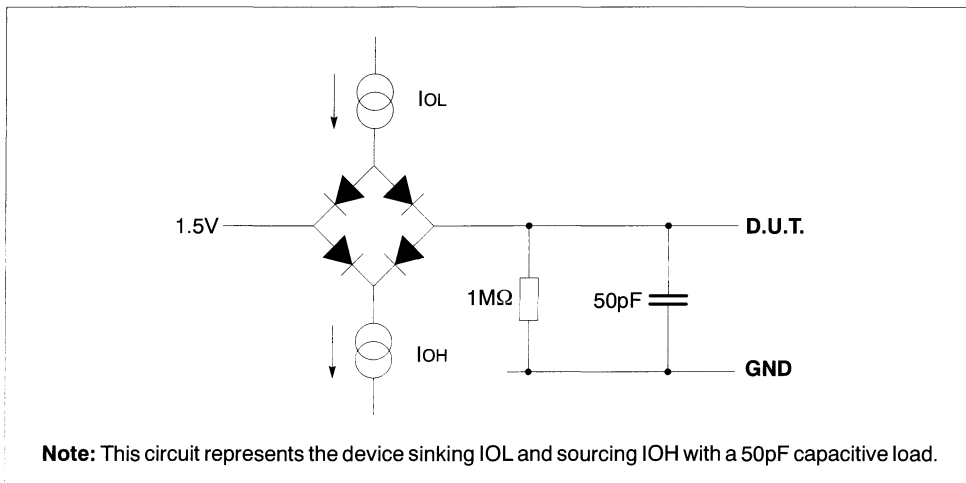 IOL
1.5V
D.U.T.
1MΩ
50pF
IOH
GND
Note: This circuit represents the device sinking IOL and sourcing IOH with a 50pF capacitive load.